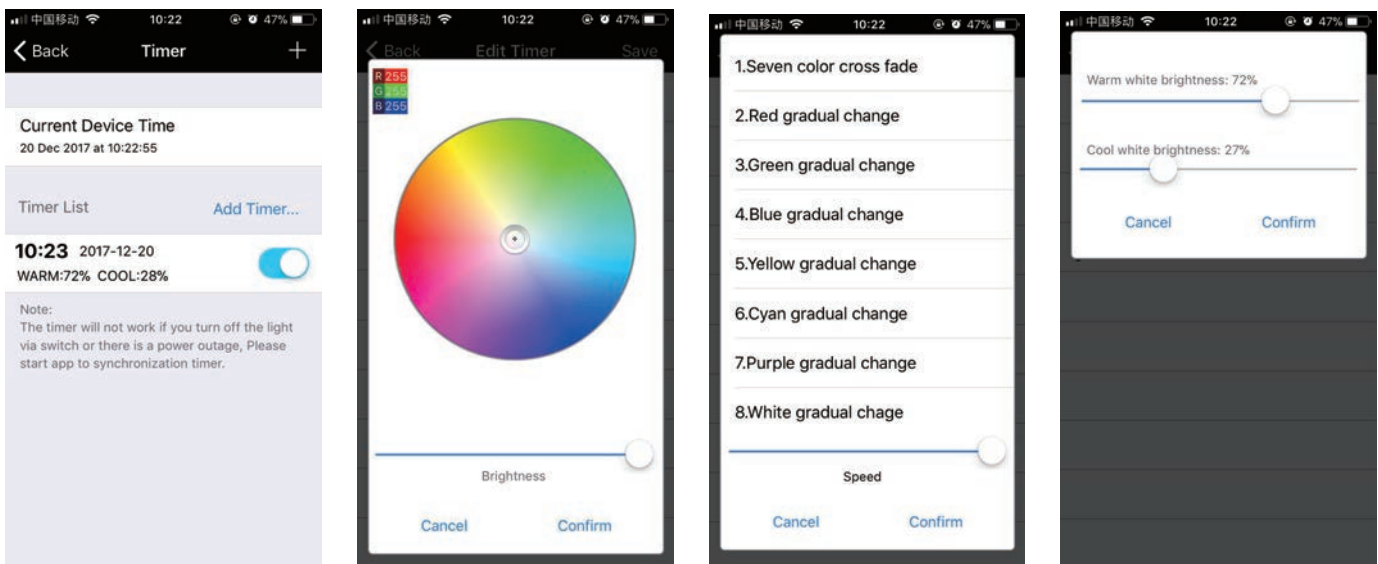 中国移动 10:22 47%
Back Timer +
Current Device Time
20 Dec 2017 at 10:22:55
Timer List Add Timer...
10:23 2017-12-20
WARM:72% COOL:28%
Note:
The timer will not work if you turn off the light
via switch or there is a power outage, Please
start app to synchronization timer.
中国移动 10:22 47%
Back Edit Timer Save
R 255
G 255
B 255
Brightness
Cancel Confirm
中国移动 10:22 47%
1.Seven color cross fade
2.Red gradual change
3.Green gradual change
4.Blue gradual change
5.Yellow gradual change
6.Cyan gradual change
7.Purple gradual change
8.White gradual chage
Speed
Cancel Confirm
中国移动 10:22 47%
Warm white brightness: 72%
Cool white brightness: 27%
Cancel Confirm